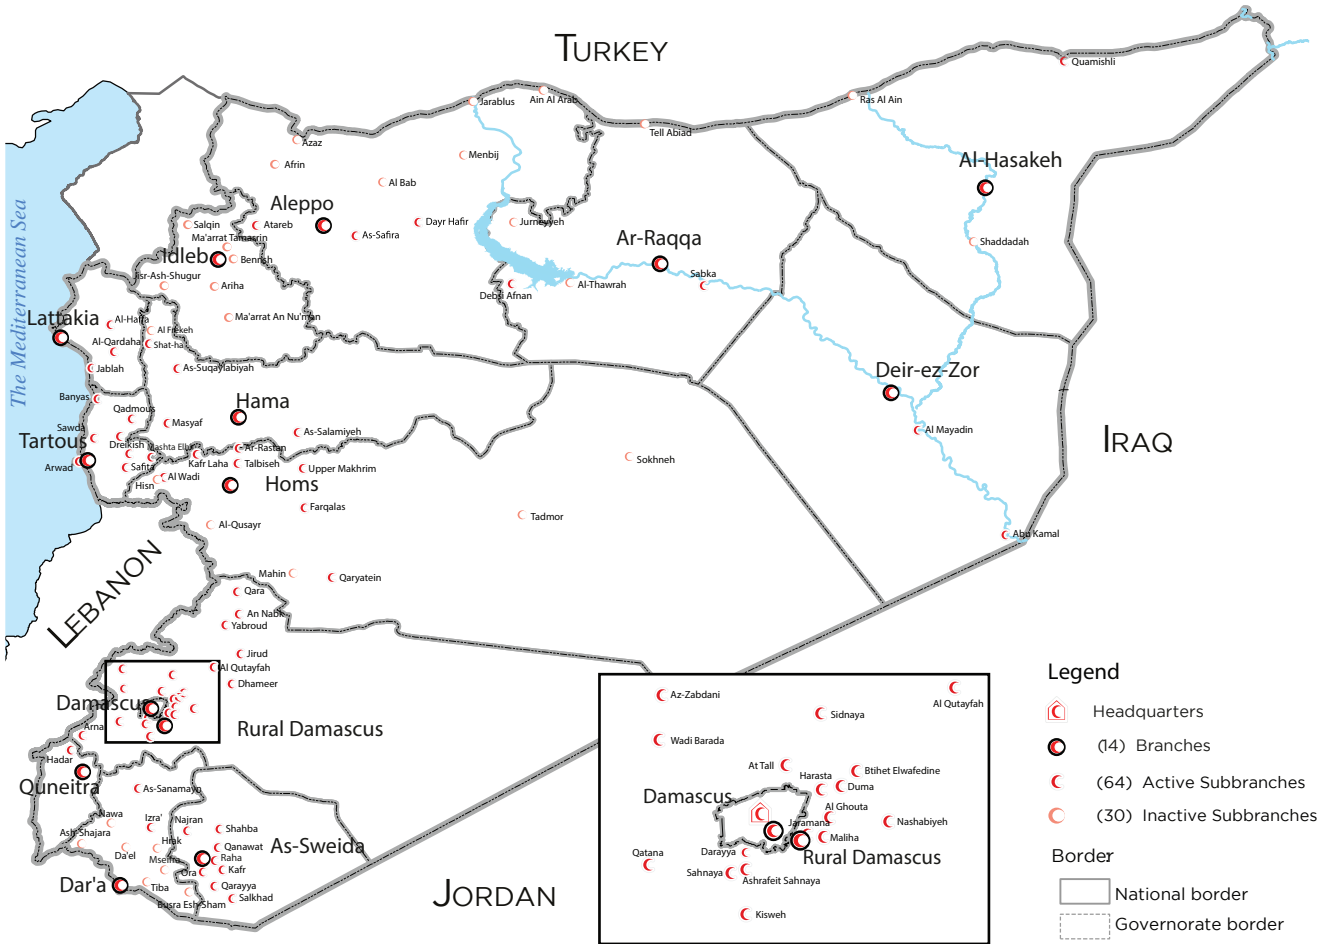 TURKEY
Quamishli
Jarablus
Ain Al Arab
Ras Al Ain
Tell Abiad
Azaz
Afrin
Menbij
Al-Hasakeh
Al Bab
Aleppo
Salqin
Atareb
Dayr Hafir
Jurneyyeh
As-Safira
Ma'arrat Tamasrin
Ar-Raqqa
Shaddadah
Idleb
Bennsh
Jisr-Ash-Shugur
Ariha
Debsi Afnan
Al-Thawrah
Sabka
The Mediterranean Sea
Lattakia
Al-Haffa
Ma'arrat An Nu'man
Al Frekeh
Al-Qardaha
Shat-ha
Jablah
As-Suqaylabiyah
Deir-ez-Zor
Banyas
Qadmous
Hama
Masyaf
Sawda
As-Salamiyeh
Al Mayadin
Tartous
Dreikish
Mashta Elhu
Ar-Rastan
IRAQ
Arwad
Safita
Kafr Laha
Talbiseh
Upper Makhrim
Sokhneh
Hisn
Al Wadi
Homs
Farqalas
Al-Qusayr
Tadmor
Abu Kamal
LEBANON
Mahin
Qaryatein
Qara
An Nabk
Yabroud
Jirud
Al Qutayfah
Dhameer
Damascus
Arna
Rural Damascus
Hadar
Quneitra
As-Sanamayn
Nawa
Izra'
Najran
Shahba
Ash-Shajara
Hrak
Qanawat
As-Sweida
Da'el
Mseifra
Raha
Ora
Kafr
Dar'a
Tiba
Qarayya
Busra Esh-Sham
Salkhad
JORDAN
Az-Zabdani
Al Qutayfah
Sidnaya
Wadi Barada
At Tall
Btihet Elwafedine
Harasta
Duma
Damascus
Al Ghouta
Jaramana
Nashabiyeh
Maliha
Qatana
Darayya
Rural Damascus
Sahnaya
Ashrafeit Sahnaya
Kisweh
Legend
Headquarters
(14) Branches
(64) Active Subbranches
(30) Inactive Subbranches
Border
National border
Governorate border